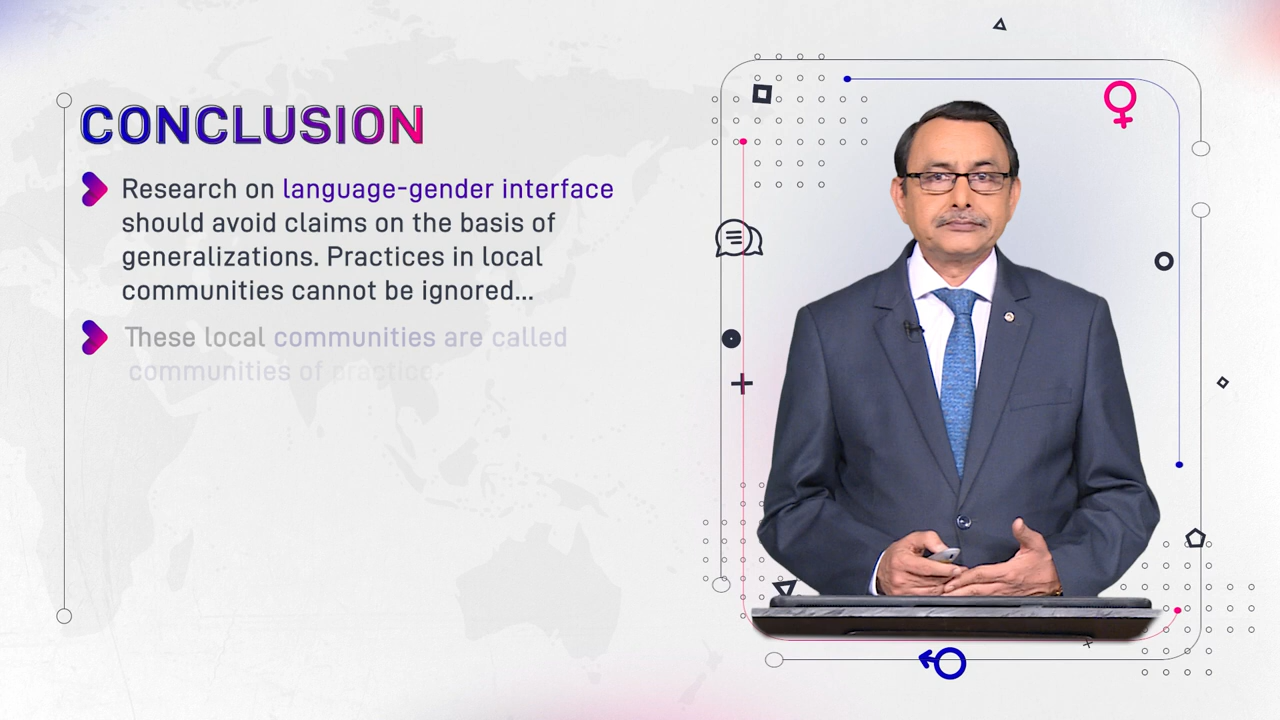 CONCLUSION
Research on language-gender interface
should avoid claims on the basis of
generalizations. Practices in local
communities cannot be ignored...
These local communities are called
communities of practice.